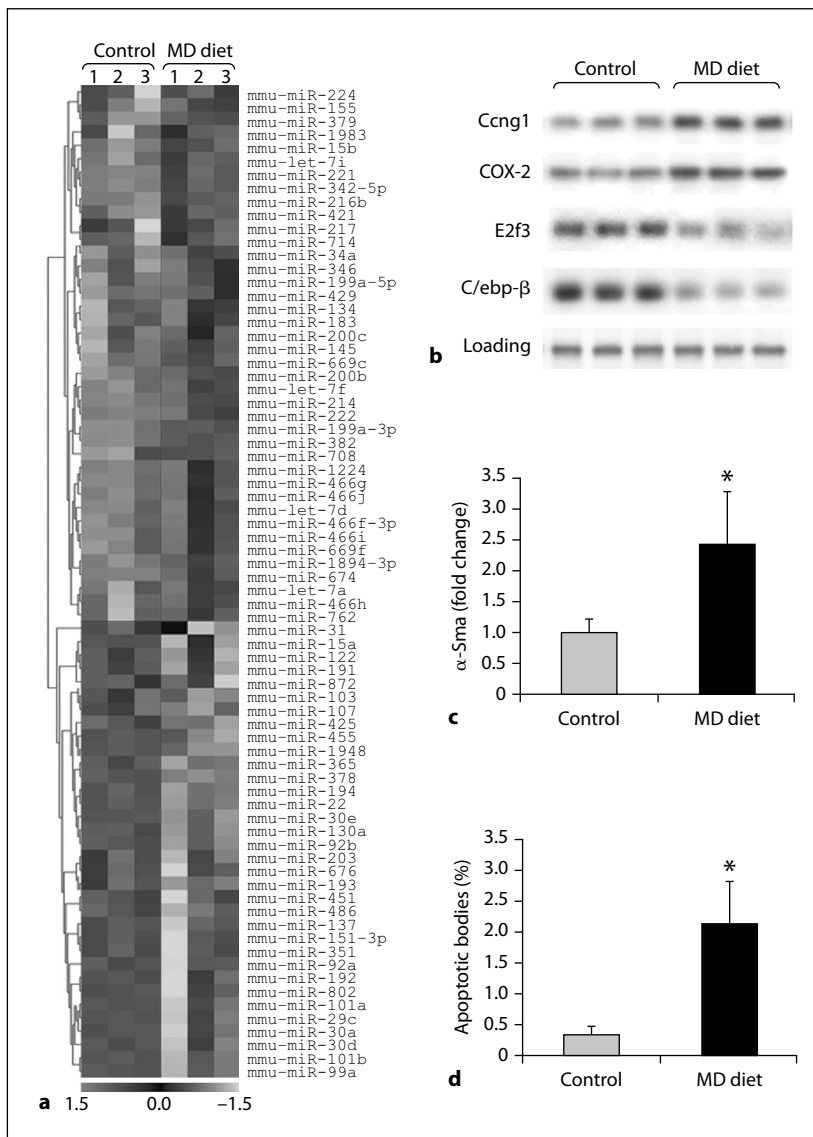 Control MD diet
1 2 3 1 2 3
mmu-miR-224
mmu-miR-155
mmu-miR-379
mmu-miR-1983
mmu-miR-15b
mmu-let-7i
mmu-miR-221
mmu-miR-342-5p
mmu-miR-216b
mmu-miR-421
mmu-miR-217
mmu-miR-714
mmu-miR-34a
mmu-miR-346
mmu-miR-199a-5p
mmu-miR-429
mmu-miR-134
mmu-miR-183
mmu-miR-200c
mmu-miR-145
mmu-miR-669c
mmu-miR-200b
mmu-let-7f
mmu-miR-214
mmu-miR-222
mmu-miR-199a-3p
mmu-miR-382
mmu-miR-708
mmu-miR-1224
mmu-miR-466g
mmu-miR-466j
mmu-let-7d
mmu-miR-466f-3p
mmu-miR-466i
mmu-miR-669f
mmu-miR-1894-3p
mmu-miR-674
mmu-let-7a
mmu-miR-466h
mmu-miR-762
mmu-miR-31
mmu-miR-15a
mmu-miR-122
mmu-miR-191
mmu-miR-872
mmu-miR-103
mmu-miR-107
mmu-miR-425
mmu-miR-455
mmu-miR-1948
mmu-miR-365
mmu-miR-378
mmu-miR-194
mmu-miR-22
mmu-miR-30e
mmu-miR-130a
mmu-miR-92b
mmu-miR-203
mmu-miR-676
mmu-miR-193
mmu-miR-451
mmu-miR-486
mmu-miR-137
mmu-miR-151-3p
mmu-miR-351
mmu-miR-92a
mmu-miR-192
mmu-miR-802
mmu-miR-101a
mmu-miR-29c
mmu-miR-30a
mmu-miR-30d
mmu-miR-101b
mmu-miR-99a
a 1.5 0.0 –1.5
Control MD diet
Ccng1
COX-2
E2f3
C/ebp-β
b Loading
α-Sma (fold change)
3.5
3.0
2.5
2.0
1.5
1.0
0.5
0
*
c Control MD diet
Apoptotic bodies (%)
3.5
3.0
2.5
2.0
1.5
1.0
0.5
0
*
d Control MD diet